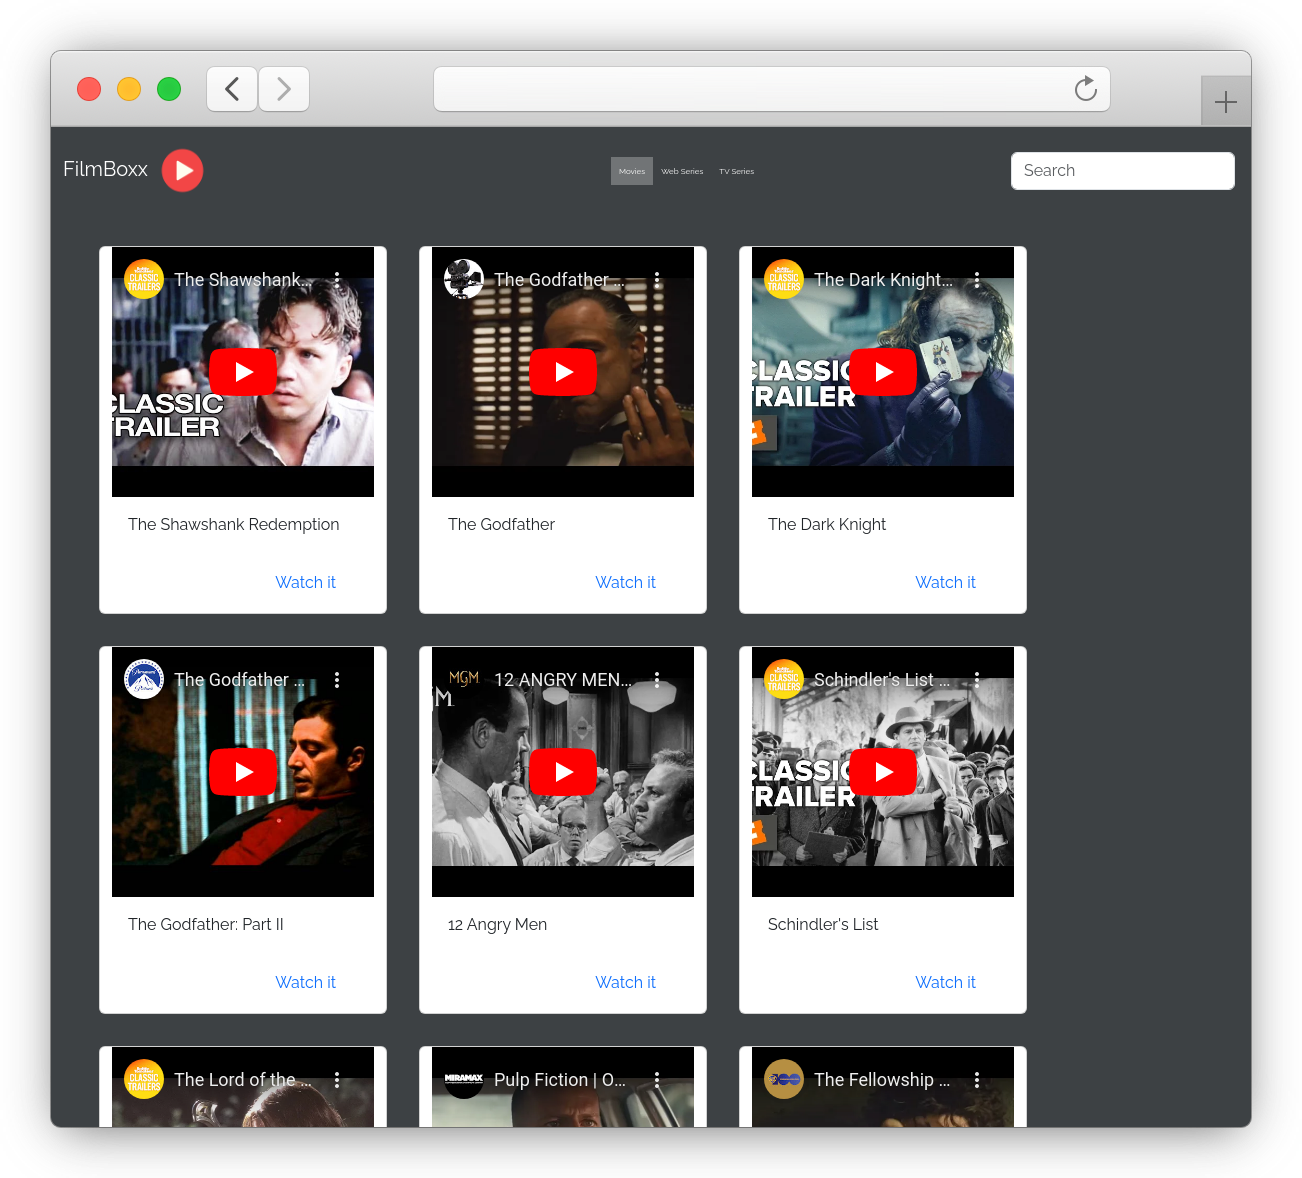 FilmBoxx
Movies Web Series TV Series
Search
CLASSIC TRAILERS
The Shawshank...
CLASSIC
TRAILER
The Shawshank Redemption
Watch it
The Godfather ...
The Godfather
Watch it
CLASSIC TRAILERS
The Dark Knight...
CLASSIC
TRAILER
The Dark Knight
Watch it
Paramount
The Godfather ...
The Godfather: Part II
Watch it
MGM
12 ANGRY MEN...
GM
12 Angry Men
Watch it
CLASSIC TRAILERS
Schindler's List ...
CLASSIC
TRAILER
Schindler's List
Watch it
CLASSIC TRAILERS
The Lord of the ...
MIRAMAX
Pulp Fiction | O...
The Fellowship ...